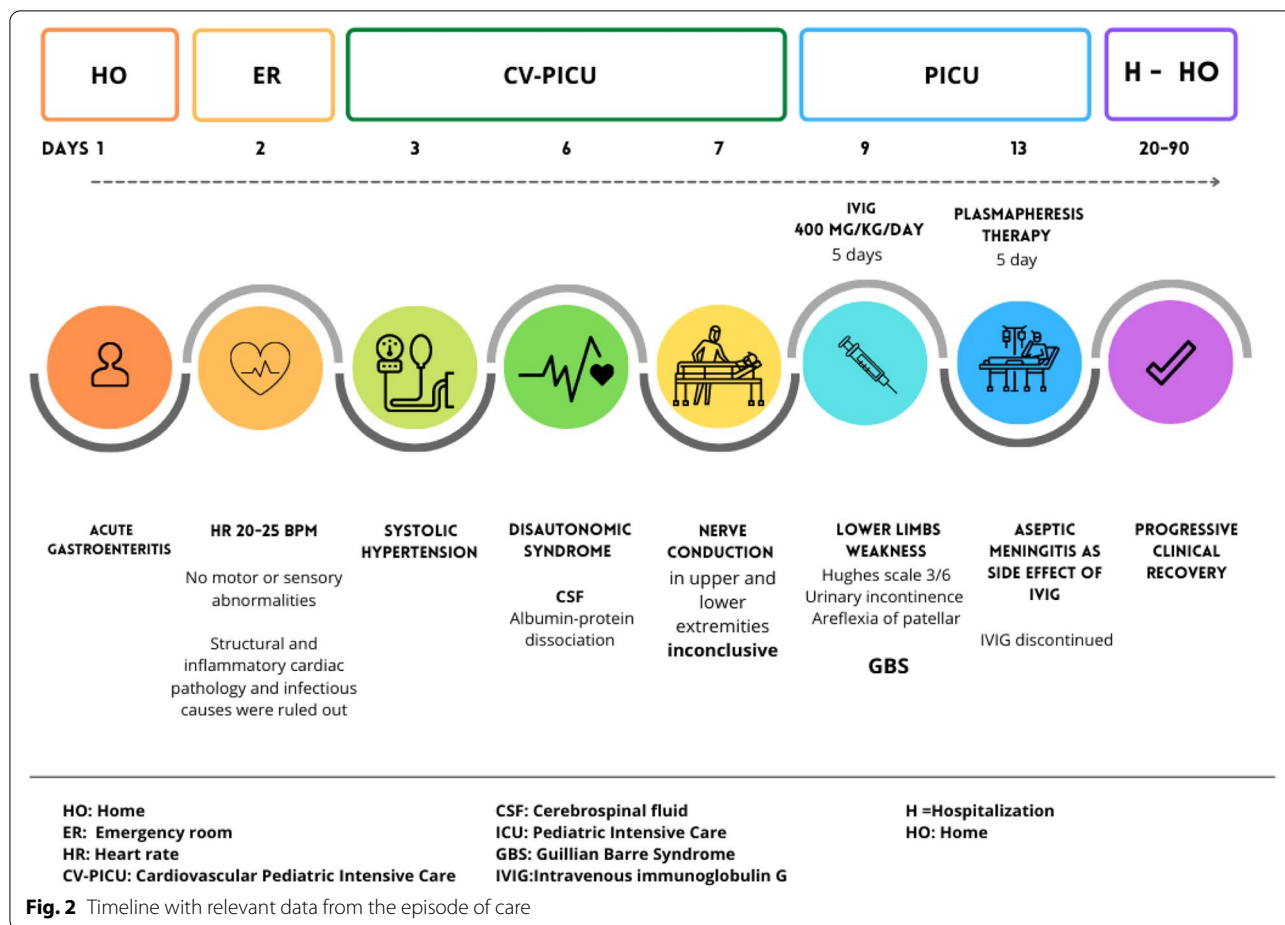 HO
ER
CV-PICU
PICU
H - HO
DAYS 1
2
3
6
7
9
13
20-90
IVIG
400 MG/KG/DAY
5 days
PLASMAPHERESIS
THERAPY
5 day
ACUTE
GASTROENTERITIS
HR 20-25 BPM
No motor or sensory
abnormalities
Structural and
inflammatory cardiac
pathology and infectious
causes were ruled out
SYSTOLIC
HYPERTENSION
DISAUTONOMIC
SYNDROME
CSF
Albumin-protein
dissociation
NERVE
CONDUCTION
in upper and
lower
extremities
inconclusive
LOWER LIMBS
WEAKNESS
Hughes scale 3/6
Urinary incontinence
Areflexia of patellar
GBS
ASEPTIC
MENINGITIS AS
SIDE EFFECT OF
IVIG
IVIG discontinued
PROGRESSIVE
CLINICAL
RECOVERY
HO: Home
ER: Emergency room
HR: Heart rate
CV-PICU: Cardiovascular Pediatric Intensive Care
CSF: Cerebrospinal fluid
ICU: Pediatric Intensive Care
GBS: Guillian Barre Syndrome
IVIG:Intravenous immunoglobulin G
H =Hospitalization
HO: Home
Fig. 2 Timeline with relevant data from the episode of care